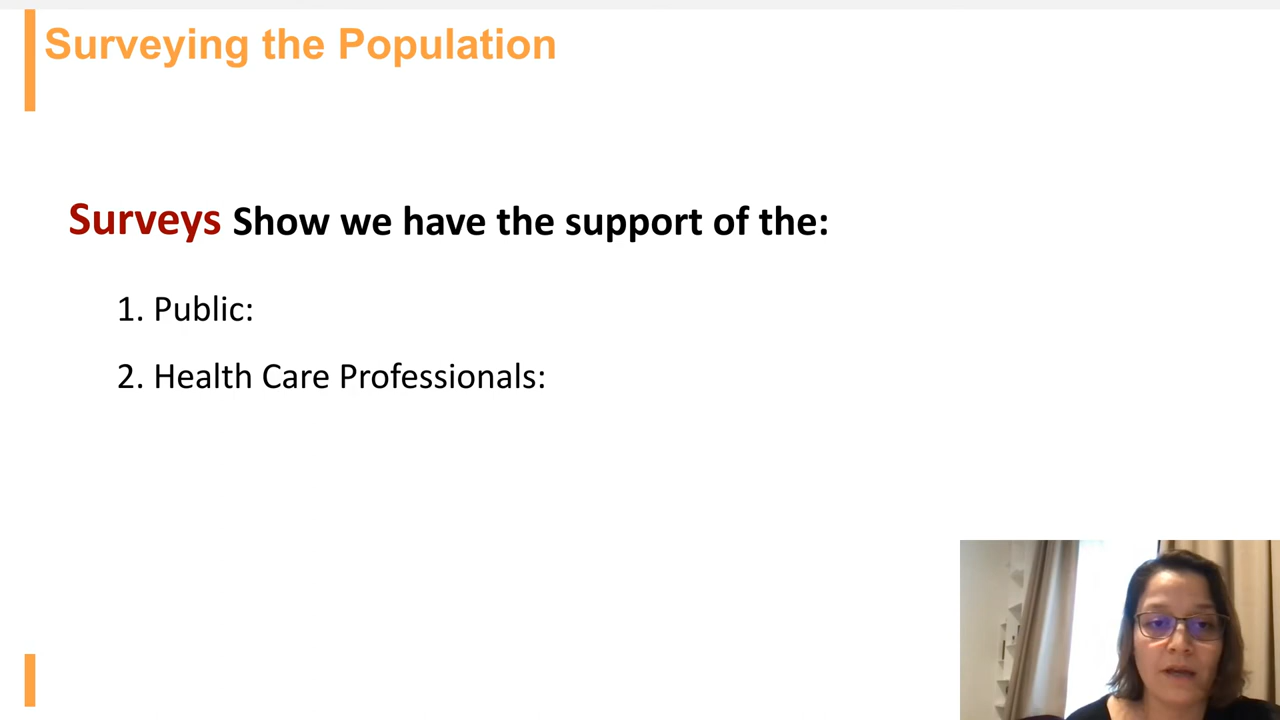 Surveying the Population
Surveys Show we have the support of the:
1. Public:
2. Health Care Professionals: